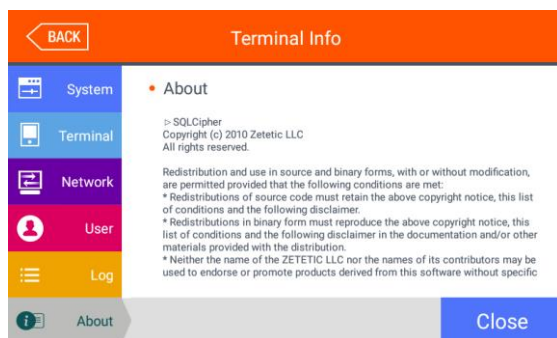 BACK
Terminal Info
System
Terminal
Network
User
Log
About
• About
▷ SQLCipher
Copyright (c) 2010 Zetetic LLC
All rights reserved.
Redistribution and use in source and binary forms, with or without modification,
are permitted provided that the following conditions are met:
* Redistributions of source code must retain the above copyright notice, this list
of conditions and the following disclaimer.
* Redistributions in binary form must reproduce the above copyright notice, this
list of conditions and the following disclaimer in the documentation and/or other
materials provided with the distribution.
* Neither the name of the ZETETIC LLC nor the names of its contributors may be
used to endorse or promote products derived from this software without specific
Close